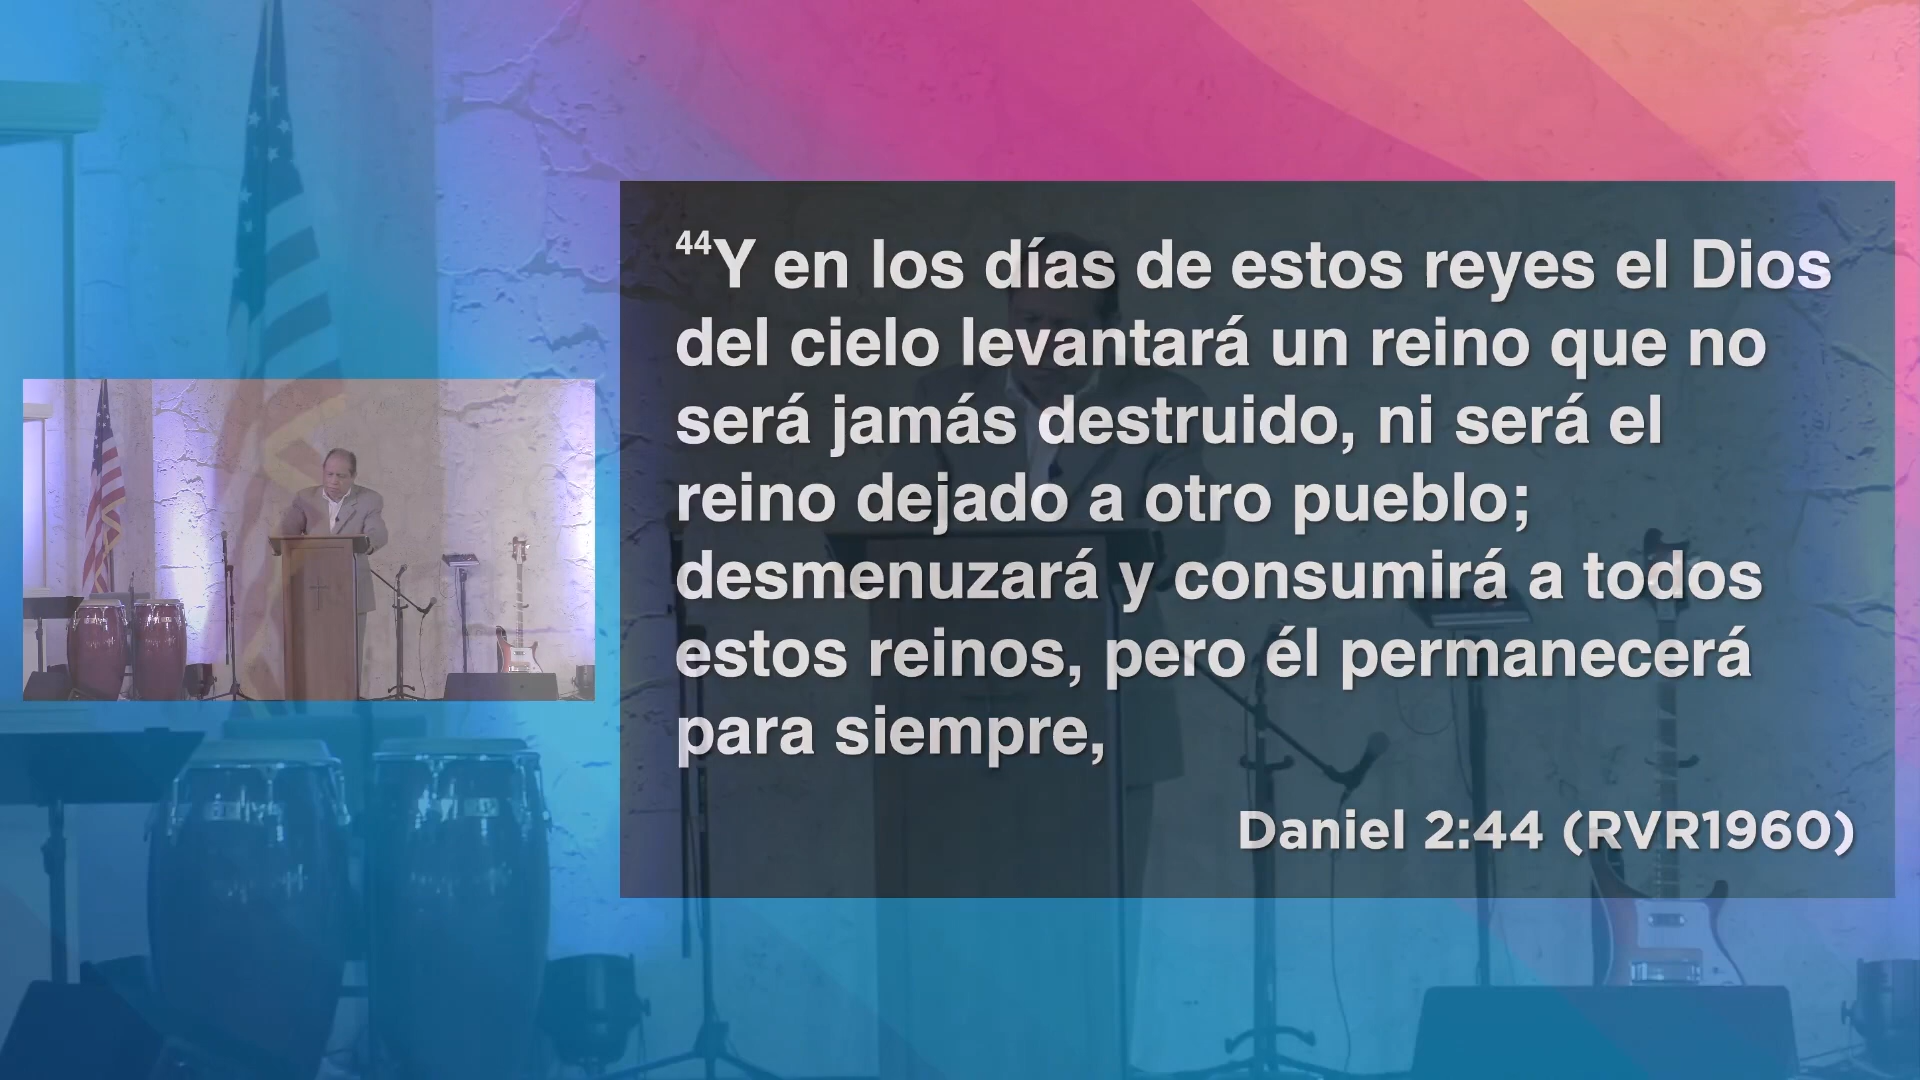 44Y en los días de estos reyes el Dios
del cielo levantará un reino que no
será jamás destruido, ni será el
reino dejado a otro pueblo;
desmenuzará y consumirá a todos
estos reinos, pero él permanecerá
para siempre,
Daniel 2:44 (RVR1960)